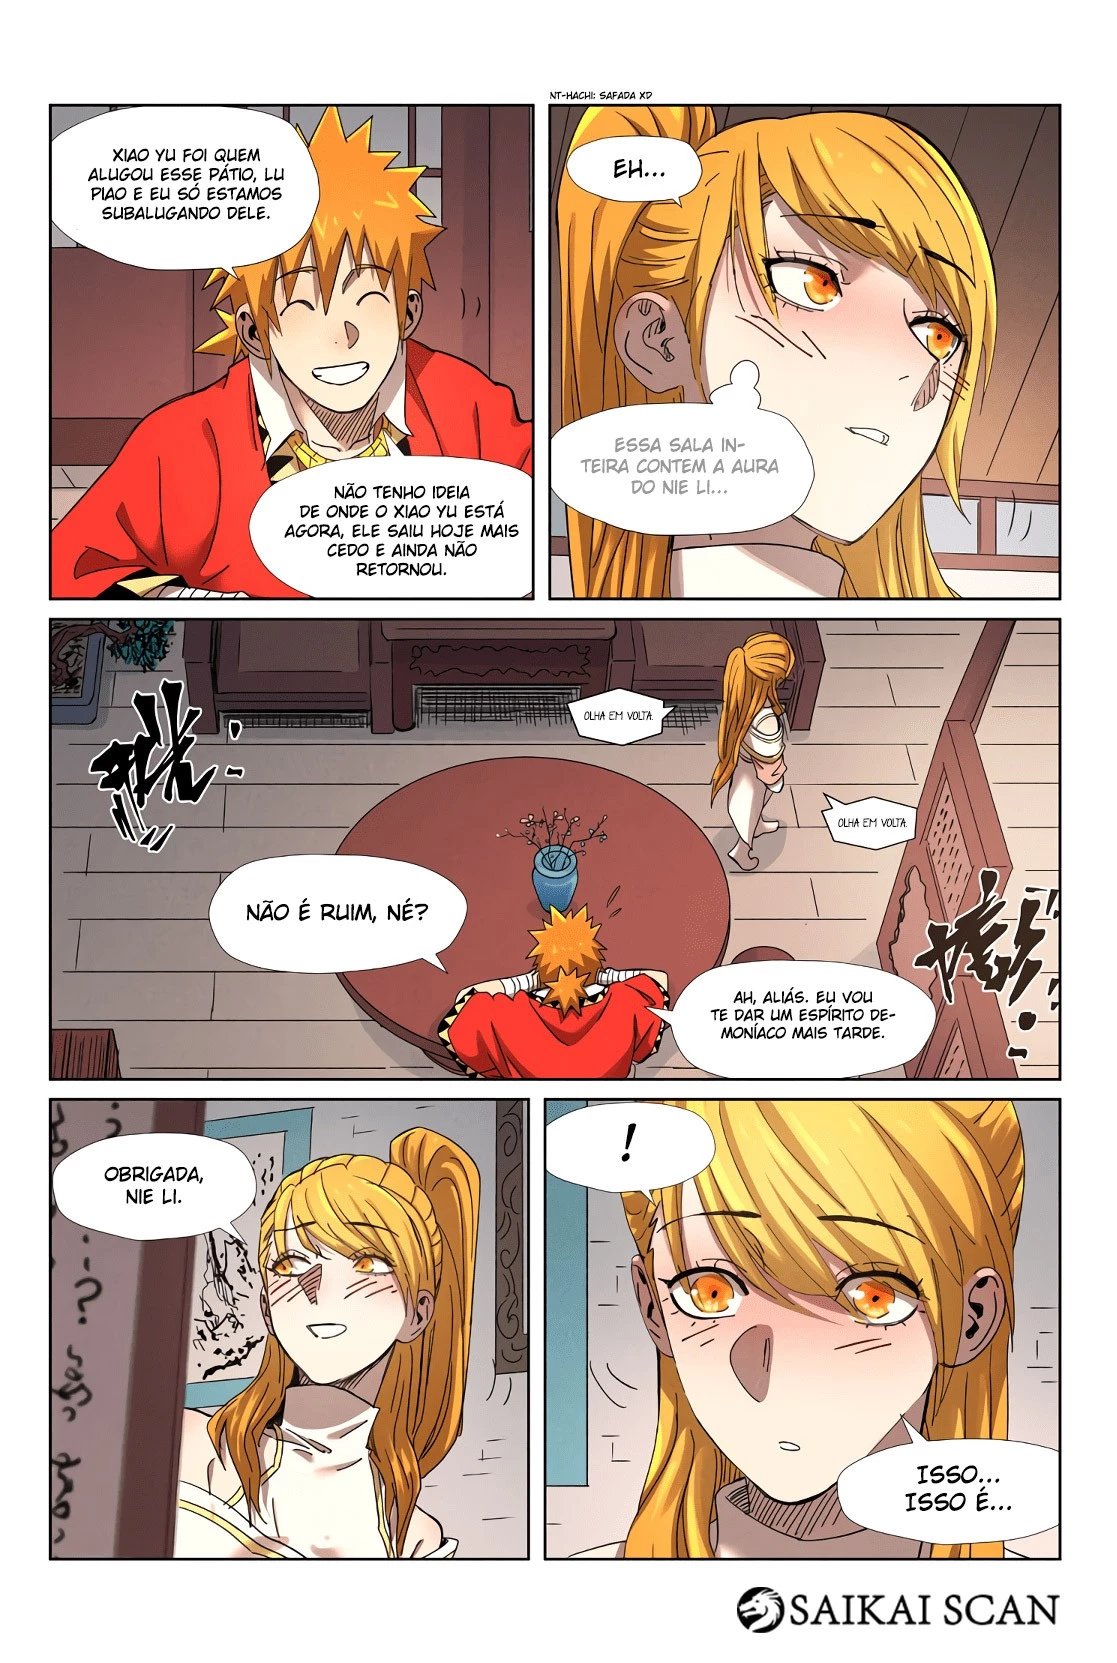 NT-HACHI: SAFADA XD
XIAO YU FOI QUEM
ALUGOU ESSE PÁTIO, LU
PIAO E EU SÓ ESTAMOS
SUBALUGANDO DELE.
NÃO TENHO IDEIA
DE ONDE O XIAO YU ESTÁ
AGORA, ELE SAIU HOJE MAIS
CEDO E AINDA NÃO
RETORNOU.
EH...
ESSA SALA IN-
TEIRA CONTEM A AURA
DO NIE LI...
OLHA EM VOLTA.
OLHA EM VOLTA.
NÃO É RUIM, NÉ?
AH, ALIÁS. EU VOU
TE DAR UM ESPÍRITO DE-
MONÍACO MAIS TARDE.
OBRIGADA,
NIE LI.
!
ISSO...
ISSO É...
SAIKAI SCAN